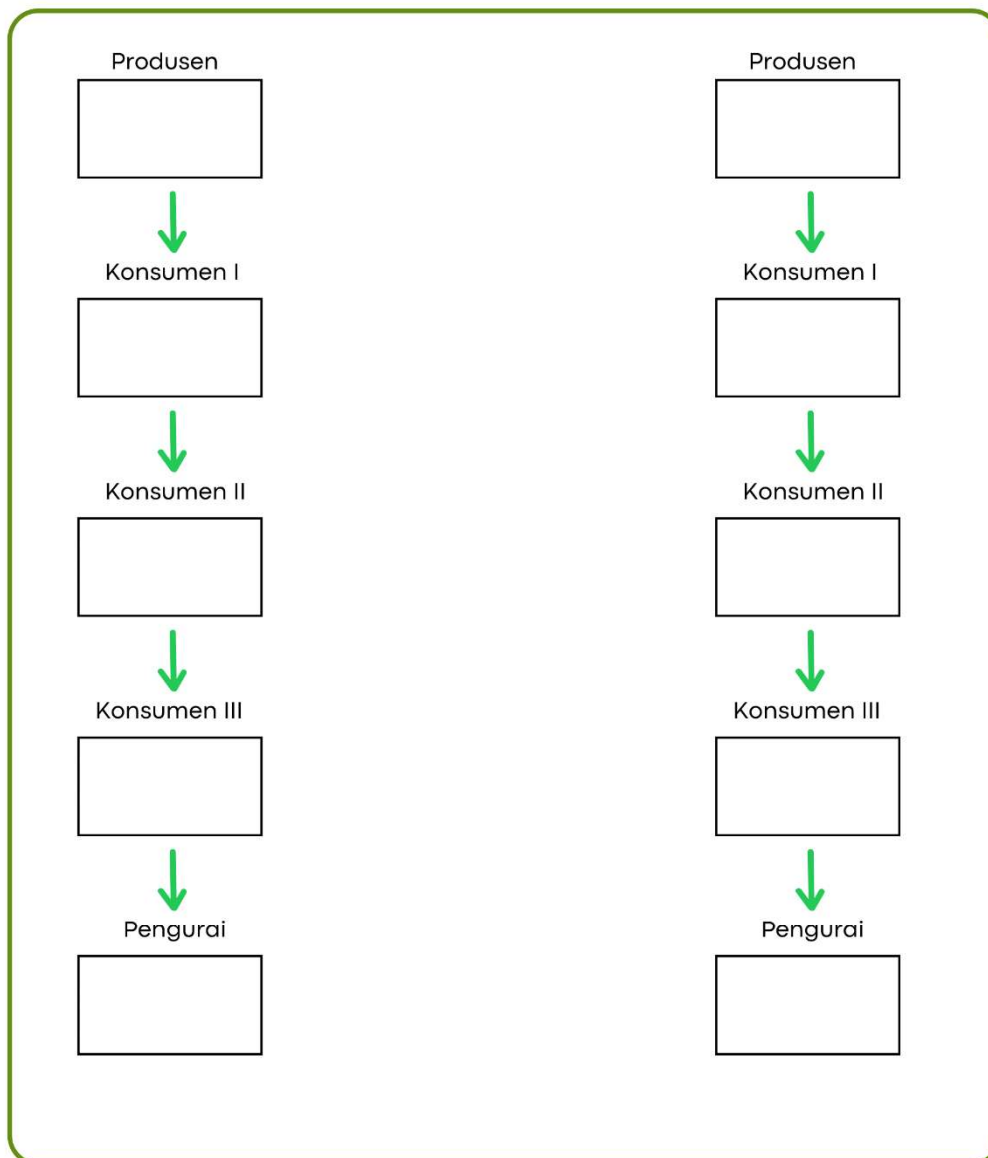 Produsen
Produsen
Konsumen I
Konsumen I
Konsumen II
Konsumen II
Konsumen III
Konsumen III
Pengurai
Pengurai